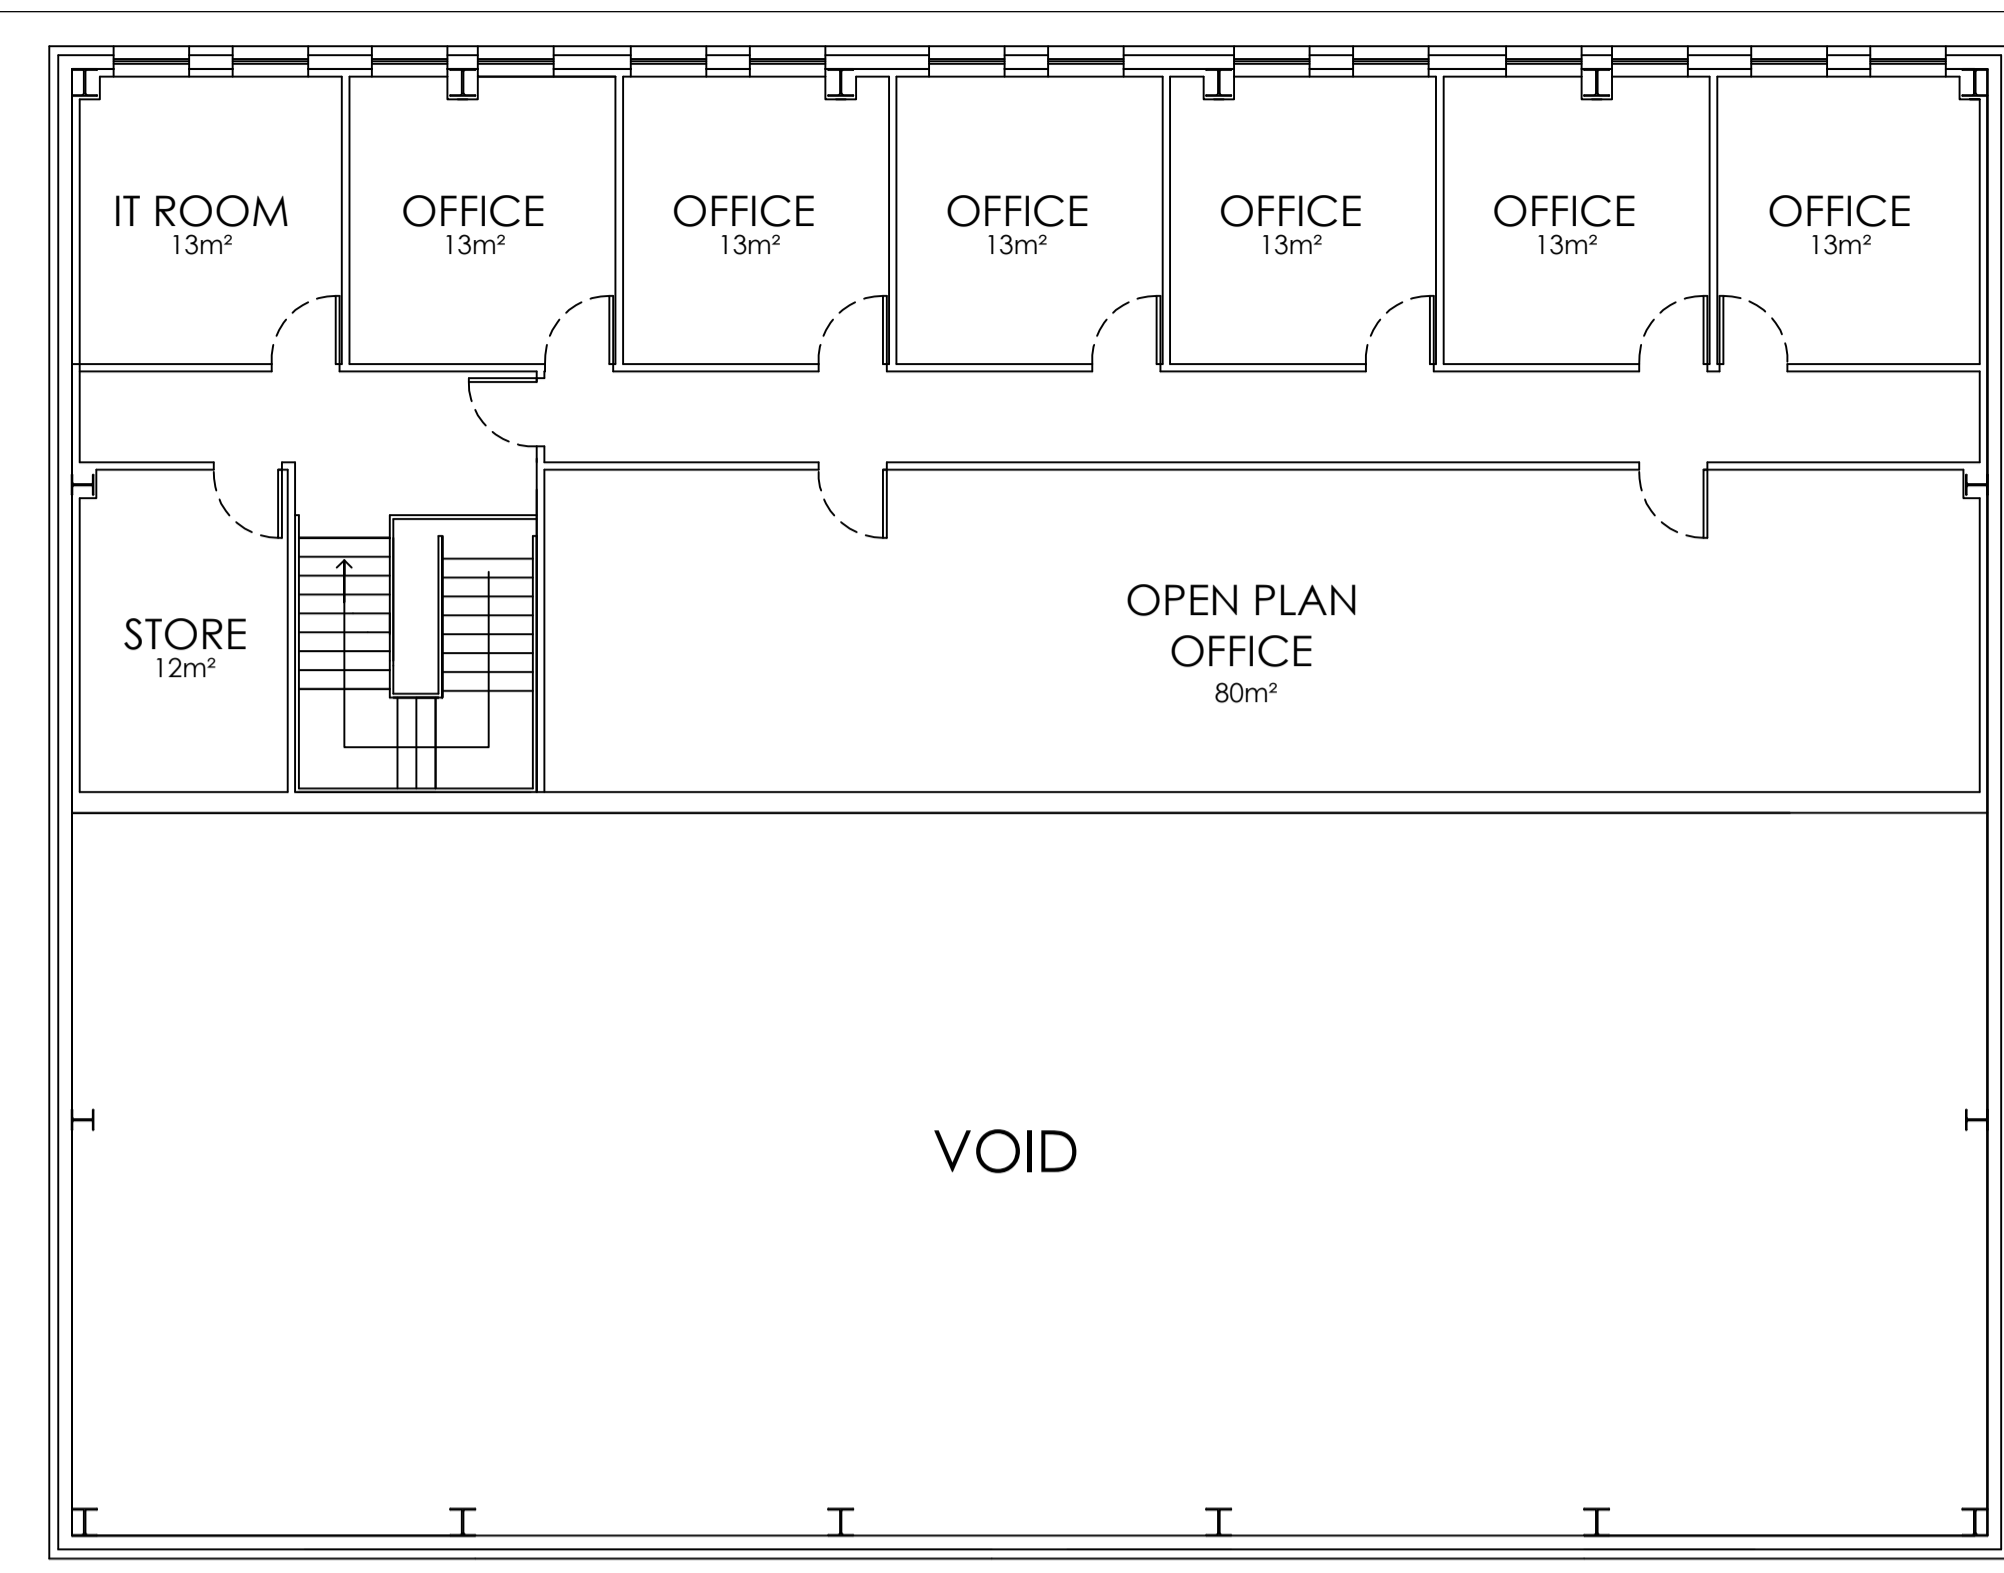 IT ROOM
13m²
OFFICE
13m²
OFFICE
13m²
OFFICE
13m²
OFFICE
13m²
OFFICE
13m²
OFFICE
13m²
STORE
12m²
OPEN PLAN
OFFICE
80m²
VOID